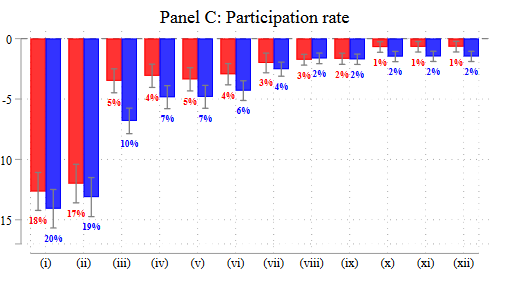 Panel C: Participation rate
0
-5
10
15
18% 17% 5% 4% 5% 4% 3% 3% 2% 1% 1% 1%
20% 19% 10% 7% 7% 6% 4% 2% 2% 2% 2% 2%
(i) (ii) (iii) (iv) (v) (vi) (vii) (viii) (ix) (x) (xi) (xii)